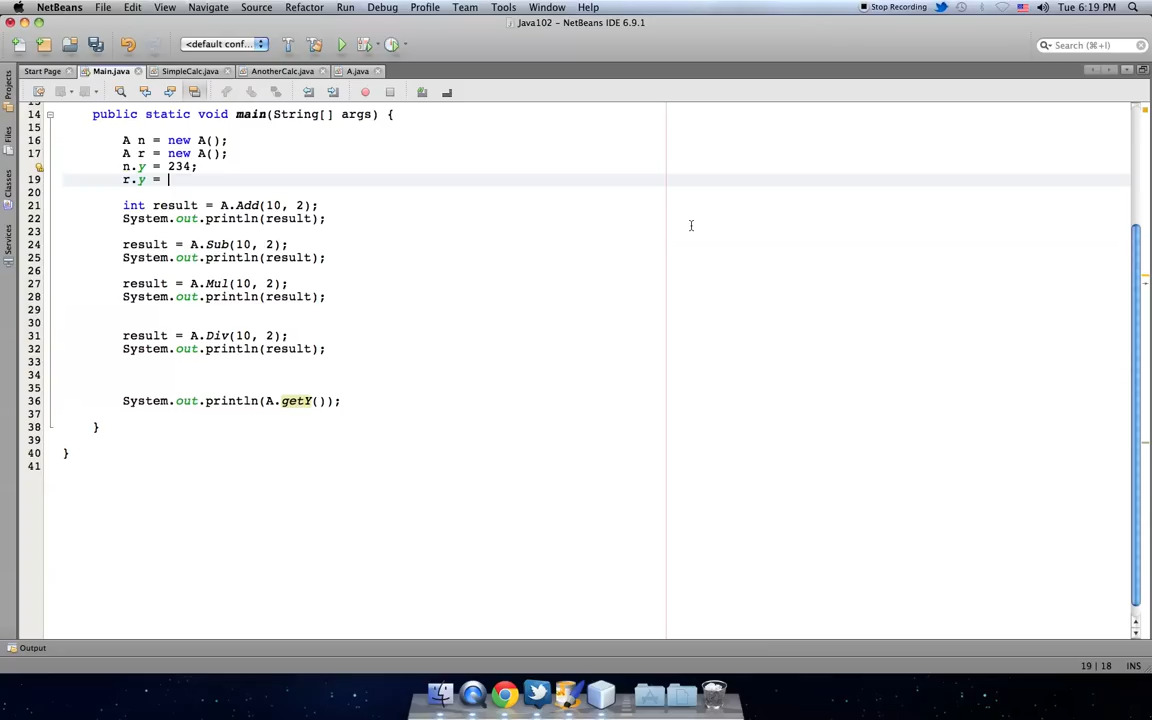 NetBeans File Edit View Navigate Source Refactor Run Debug Profile Team Tools Window Help Stop Recording Tue 6:19 PM
Java102 - NetBeans IDE 6.9.1
<default conf... Search (⌘+I)
Start Page Main.java SimpleCalc.java AnotherCalc.java A.java
Projects
Files
Classes
Services
14 public static void main(String[] args) {
15
16 A n = new A();
17 A r = new A();
n.y = 234;
19 r.y =
20
21 int result = A.Add(10, 2);
22 System.out.println(result);
23
24 result = A.Sub(10, 2);
25 System.out.println(result);
26
27 result = A.Mul(10, 2);
28 System.out.println(result);
29
30
31 result = A.Div(10, 2);
32 System.out.println(result);
33
34
35
36 System.out.println(A.getY());
37
38 }
39
40 }
41
Output
19 | 18 INS